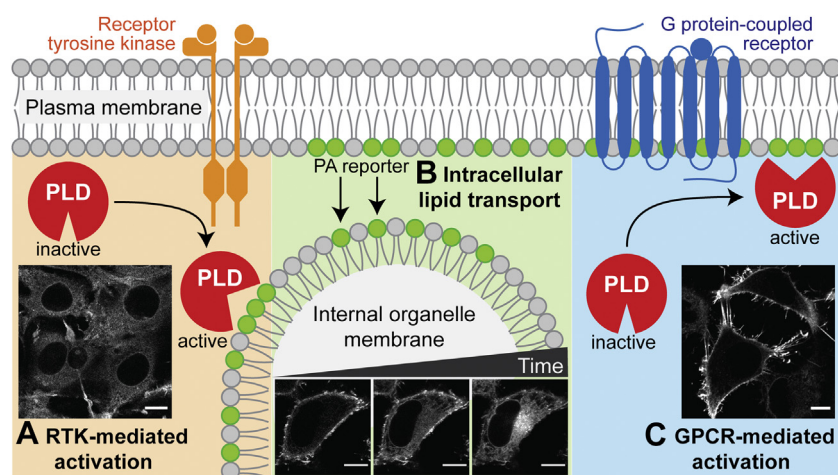 Receptor
tyrosine kinase
G protein-coupled
receptor
Plasma membrane
PLD
inactive
PLD
active
A RTK-mediated
activation
PA reporter
B Intracellular
lipid transport
Internal organelle
membrane
Time
PLD
active
PLD
inactive
C GPCR-mediated
activation